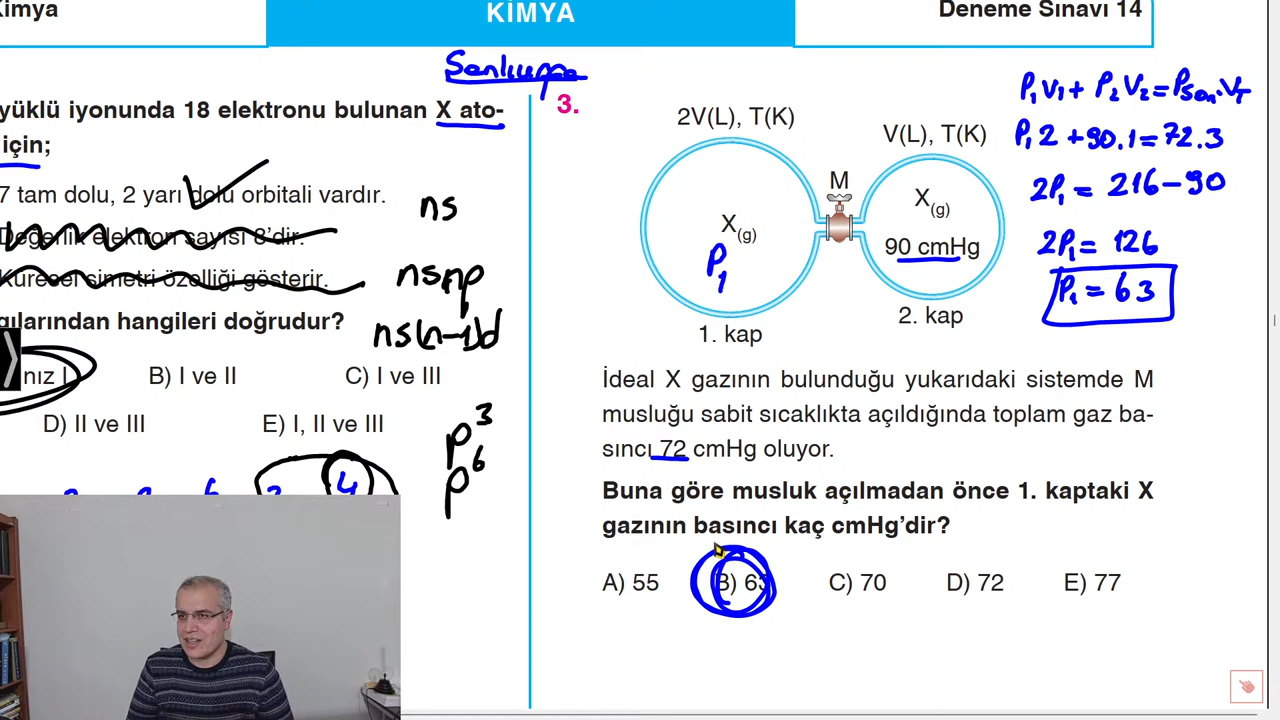 Kimya
KİMYA
Deneme Sınavı 14
yüklü iyonunda 18 elektronu bulunan X ato-
için;
7 tam dolu, 2 yarı dolu orbitali vardır.
Değerlik elektron sayısı 8'dir.
Küresel simetri özelliği gösterir.
hangileri doğrudur?
nız I
B) I ve II
C) I ve III
D) II ve III
E) I, II ve III
ns
ns np
ns(n-1)d
p³
p⁶
4
3.
2V(L), T(K)
V(L), T(K)
M
X(g)
X(g)
P₁
90 cmHg
1. kap
2. kap
P₁V₁ + P₂V₂ = PSon.VT
P₁2 + 90.1 = 72.3
2P₁ = 216-90
2P₁ = 126
P₁ = 63
İdeal X gazının bulunduğu yukarıdaki sistemde M
musluğu sabit sıcaklıkta açıldığında toplam gaz ba-
sıncı 72 cmHg oluyor.
Buna göre musluk açılmadan önce 1. kaptaki X
gazının basıncı kaç cmHg'dir?
A) 55
B) 63
C) 70
D) 72
E) 77